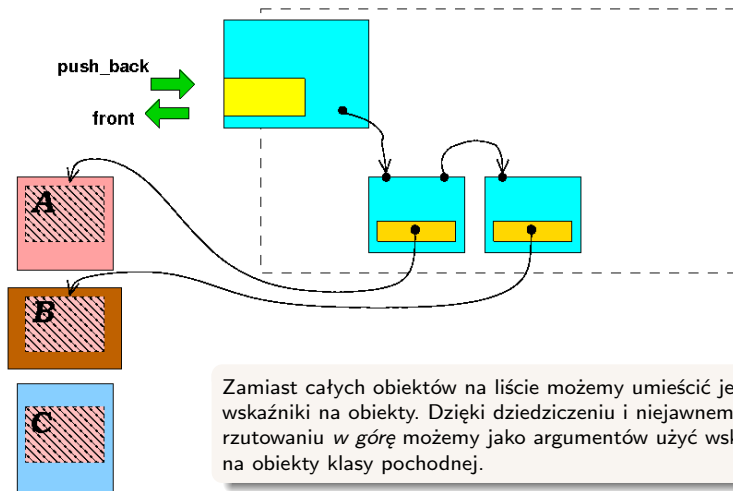 push_back
front
A
B
C
Zamiast całych obiektów na liście możemy umieścić je
wskaźniki na obiekty. Dzięki dziedziczeniu i niejawnem
rzutowaniu w górę możemy jako argumentów użyć wsk
na obiekty klasy pochodnej.